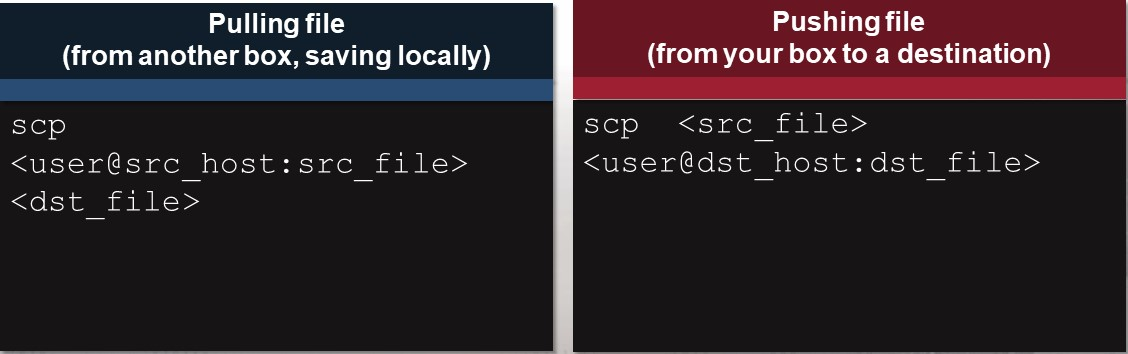 Pulling file
(from another box, saving locally)
scp
<user@src_host:src_file>
<dst_file>
Pushing file
(from your box to a destination)
scp  <src_file>
<user@dst_host:dst_file>